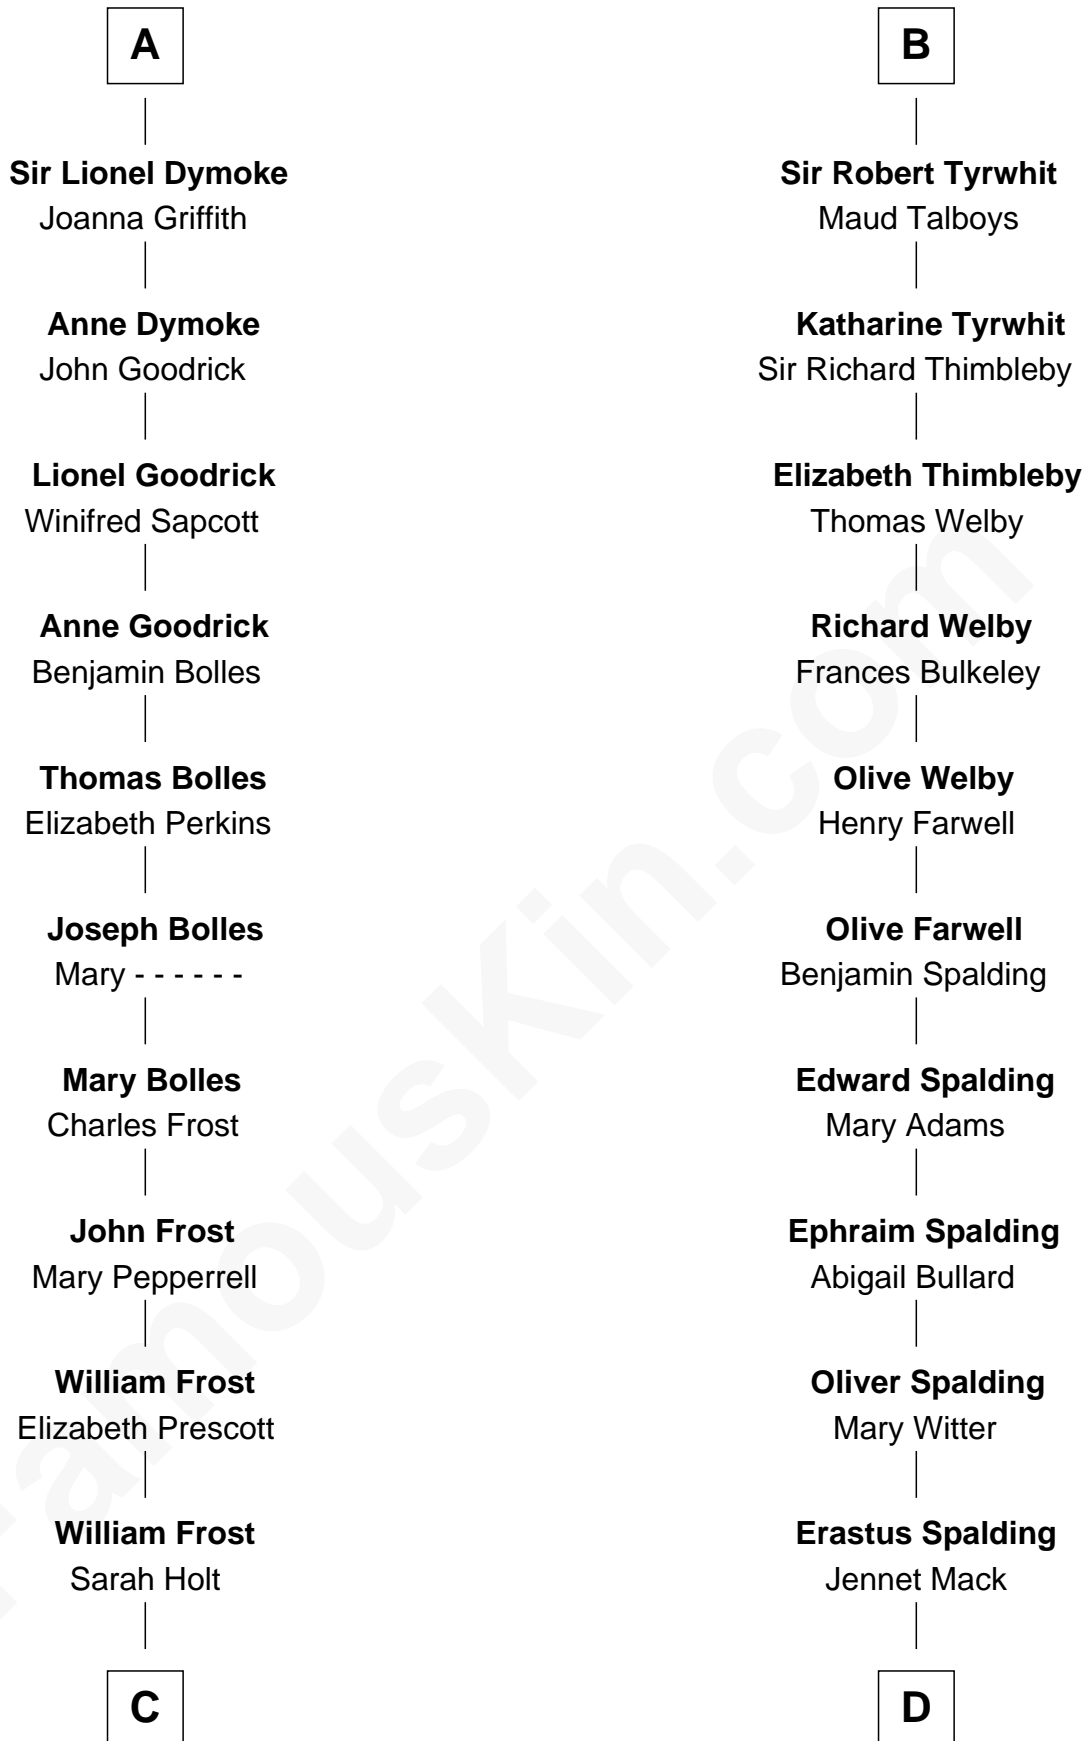 A
Sir Lionel Dymoke
Joanna Griffith
Anne Dymoke
John Goodrick
Lionel Goodrick
Winifred Sapcott
Anne Goodrick
Benjamin Bolles
Thomas Bolles
Elizabeth Perkins
Joseph Bolles
Mary - - - - - -
Mary Bolles
Charles Frost
John Frost
Mary Pepperrell
William Frost
Elizabeth Prescott
William Frost
Sarah Holt
C
B
Sir Robert Tyrwhit
Maud Talboys
Katharine Tyrwhit
Sir Richard Thimbleby
Elizabeth Thimbleby
Thomas Welby
Richard Welby
Frances Bulkeley
Olive Welby
Henry Farwell
Olive Farwell
Benjamin Spalding
Edward Spalding
Mary Adams
Ephraim Spalding
Abigail Bullard
Oliver Spalding
Mary Witter
Erastus Spalding
Jennet Mack
D
FamousKin.com